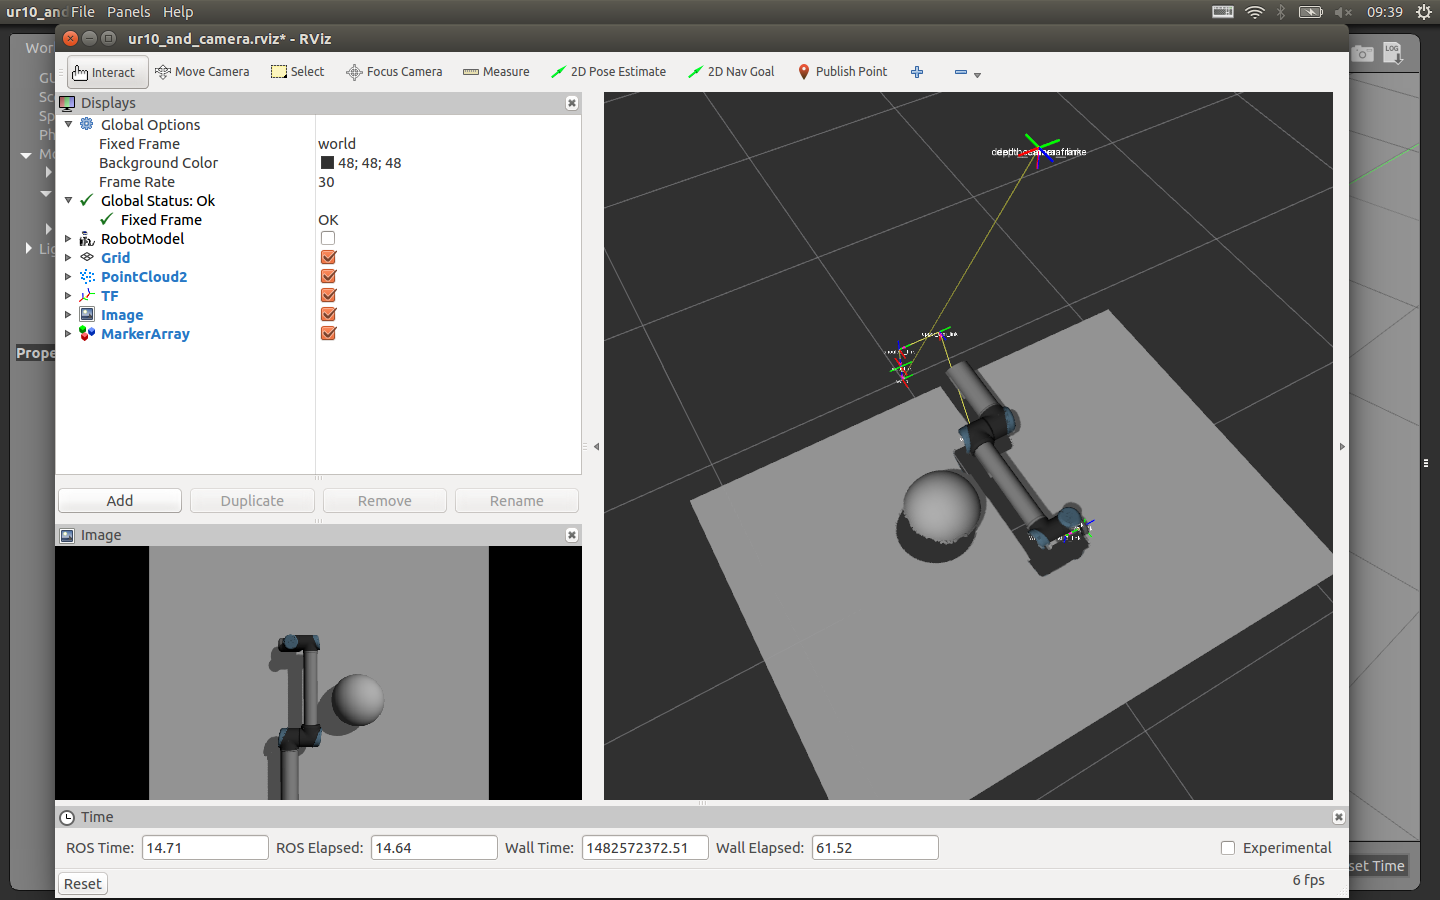 ur10_and File Panels Help 09:39
ur10_and_camera.rviz* - RViz
Interact Move Camera Select Focus Camera Measure 2D Pose Estimate 2D Nav Goal Publish Point
LOG
Displays
Global Options
Fixed Frame world
Background Color 48; 48; 48
Frame Rate 30
Global Status: Ok
Fixed Frame OK
RobotModel
Grid
PointCloud2
TF
Image
MarkerArray
Add Duplicate Remove Rename
Image
Time
ROS Time: 14.71 ROS Elapsed: 14.64 Wall Time: 1482572372.51 Wall Elapsed: 61.52 Experimental
Reset 6 fps
Wor
GU
Sc
Sp
Ph
Mo
Lig
Prope
set Time